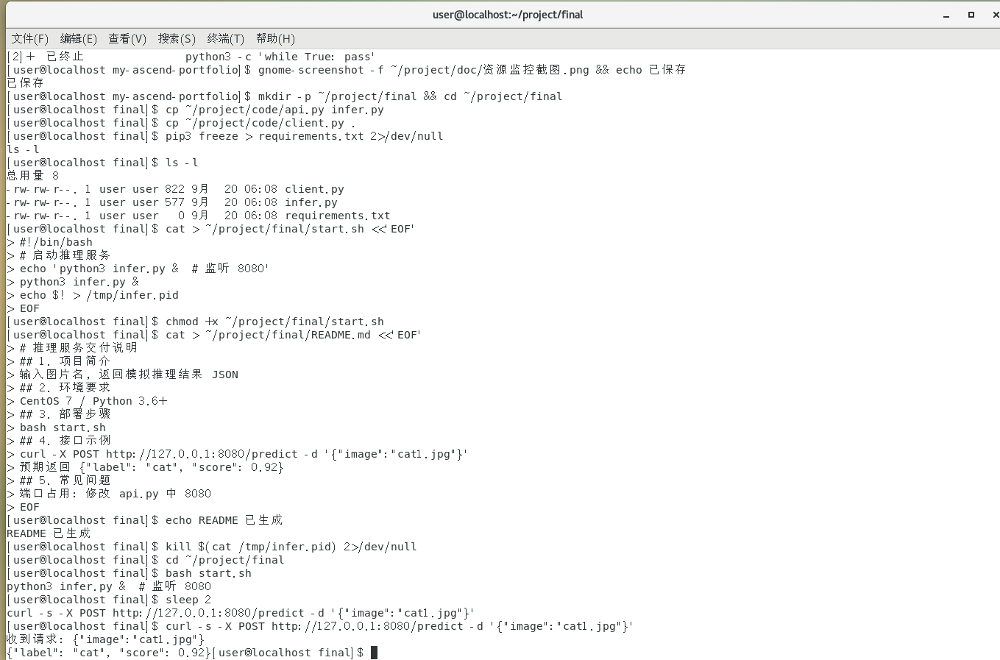 user@localhost:~/project/final
文件(F) 编辑(E) 查看(V) 搜索(S) 终端(T) 帮助(H)
[2]+ 已终止 python3 -c 'while True: pass'
[user@localhost my-ascend-portfolio]$ gnome-screenshot -f ~/project/doc/资源监控截图.png && echo 已保存
已保存
[user@localhost my-ascend-portfolio]$ mkdir -p ~/project/final && cd ~/project/final
[user@localhost final]$ cp ~/project/code/api.py infer.py
[user@localhost final]$ cp ~/project/code/client.py .
[user@localhost final]$ pip3 freeze > requirements.txt 2>/dev/null
ls -l
[user@localhost final]$ ls -l
总用量 8
-rw-rw-r--. 1 user user 822 9月  20 06:08 client.py
-rw-rw-r--. 1 user user 577 9月  20 06:08 infer.py
-rw-rw-r--. 1 user user   0 9月  20 06:08 requirements.txt
[user@localhost final]$ cat > ~/project/final/start.sh <<'EOF'
> #!/bin/bash
> # 启动推理服务
> echo 'python3 infer.py &  # 监听 8080'
> python3 infer.py &
> echo $! > /tmp/infer.pid
> EOF
[user@localhost final]$ chmod +x ~/project/final/start.sh
[user@localhost final]$ cat > ~/project/final/README.md <<'EOF'
> # 推理服务交付说明
> ## 1. 项目简介
> 输入图片名，返回模拟推理结果 JSON
> ## 2. 环境要求
> CentOS 7 / Python 3.6+
> ## 3. 部署步骤
> bash start.sh
> ## 4. 接口示例
> curl -X POST http://127.0.0.1:8080/predict -d '{"image":"cat1.jpg"}'
> 预期返回 {"label": "cat", "score": 0.92}
> ## 5. 常见问题
> 端口占用: 修改 api.py 中 8080
> EOF
[user@localhost final]$ echo README 已生成
README 已生成
[user@localhost final]$ kill $(cat /tmp/infer.pid) 2>/dev/null
[user@localhost final]$ cd ~/project/final
[user@localhost final]$ bash start.sh
python3 infer.py &  # 监听 8080
[user@localhost final]$ sleep 2
curl -s -X POST http://127.0.0.1:8080/predict -d '{"image":"cat1.jpg"}'
[user@localhost final]$ curl -s -X POST http://127.0.0.1:8080/predict -d '{"image":"cat1.jpg"}'
收到请求: {"image":"cat1.jpg"}
{"label": "cat", "score": 0.92}[user@localhost final]$